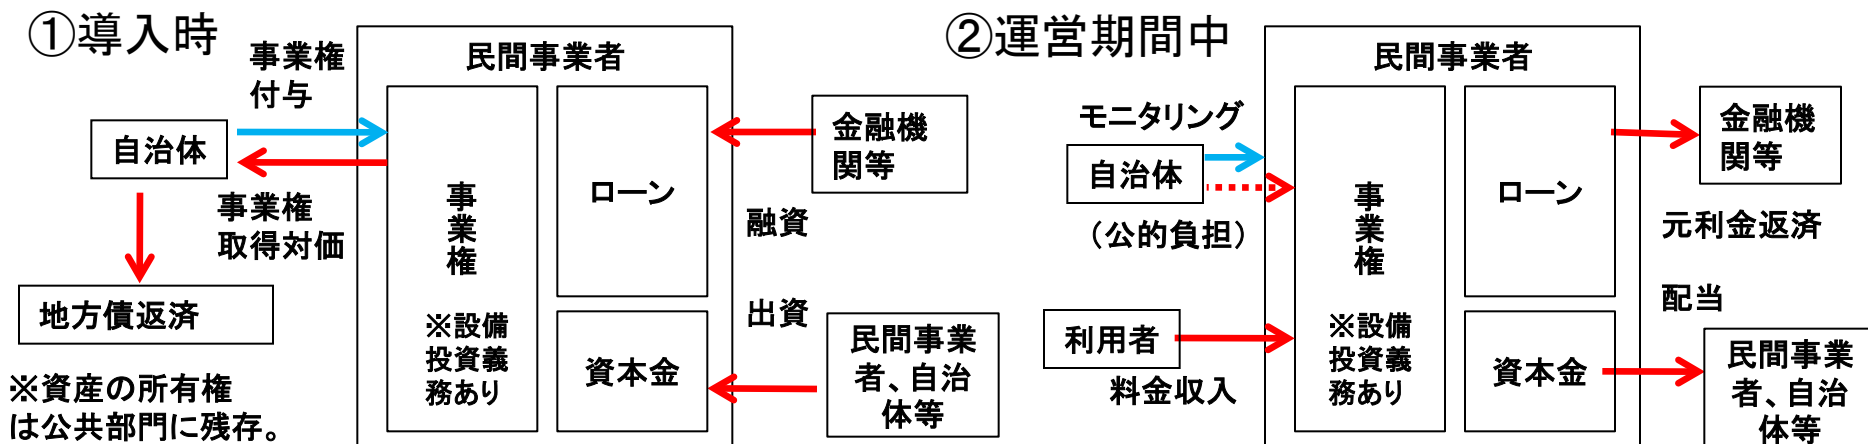 ①導入時
事業権
付与
自治体
事業権
取得対価
地方債返済
※資産の所有権
は公共部門に残存。
民間事業者
事業権
※設備
投資義
務あり
ローン
資本金
金融機
関等
融資
出資
民間事業
者、自治
体等
②運営期間中
モニタリング
自治体
（公的負担）
利用者
料金収入
民間事業者
事業権
※設備
投資義
務あり
ローン
資本金
金融機
関等
元利金返済
配当
民間事業
者、自治
体等